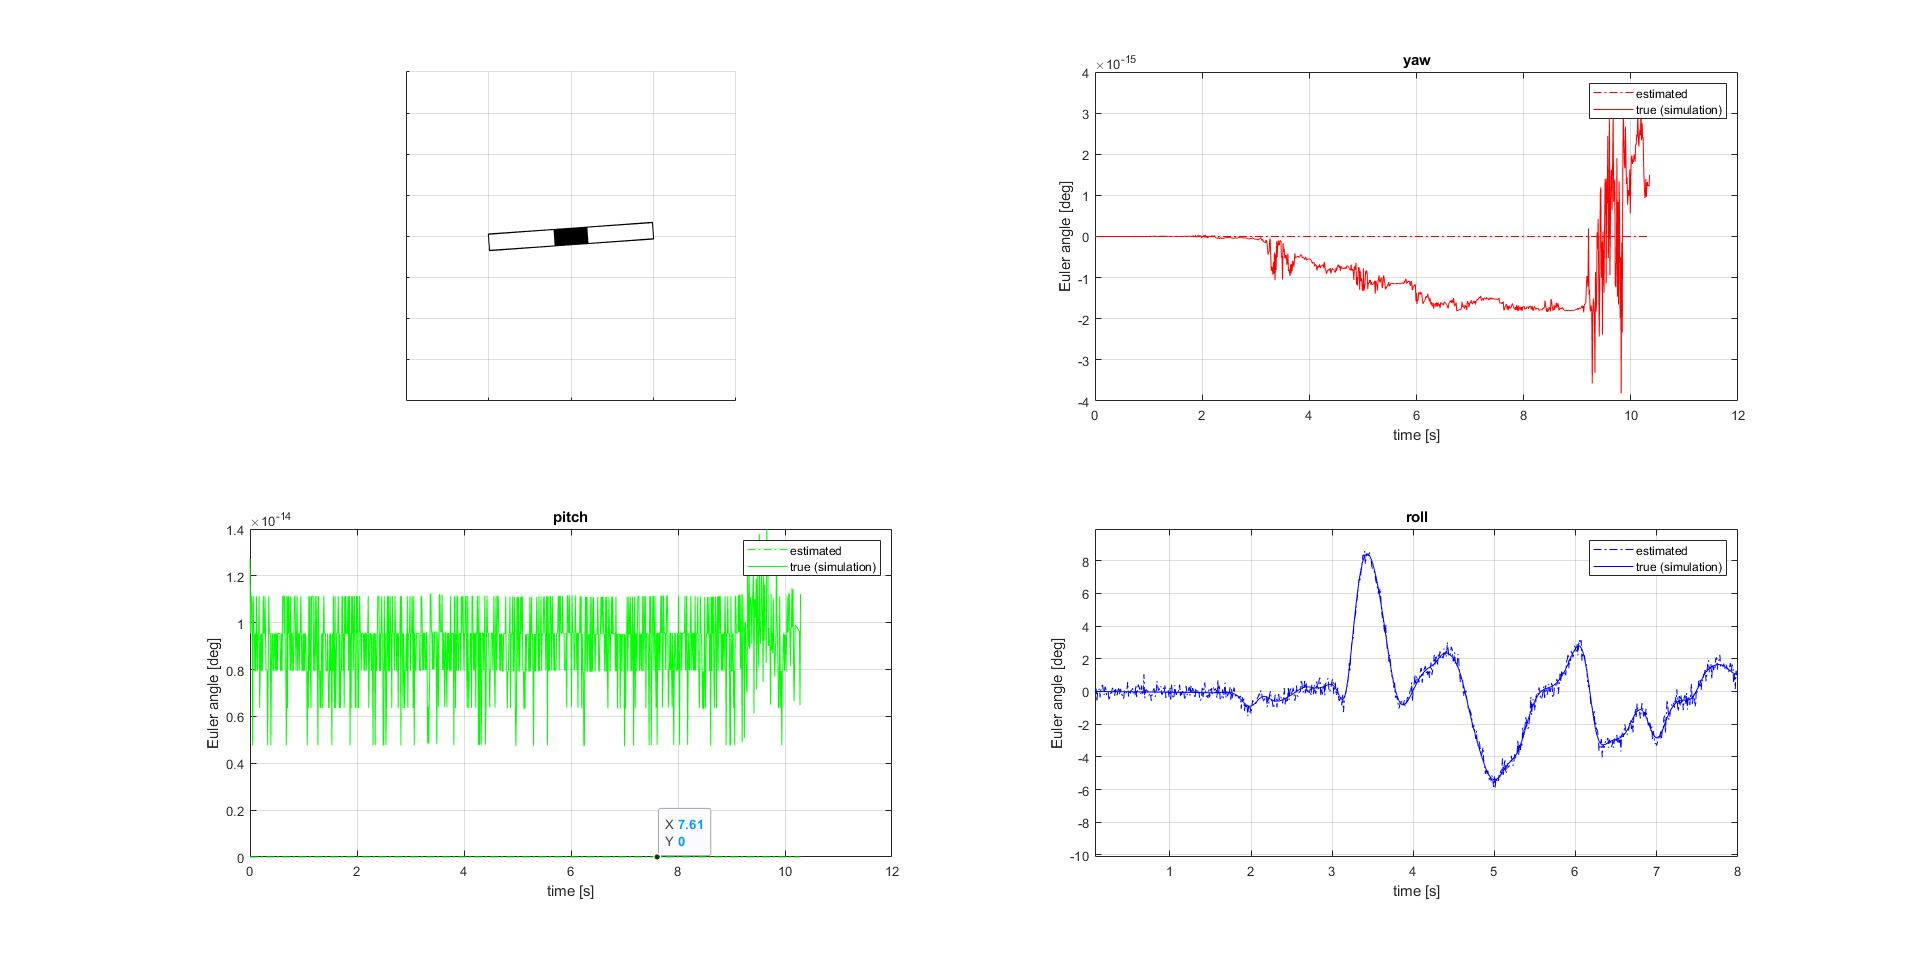 yaw
×10-15
4
3
2
1
0
-1
-2
-3
-4
Euler angle [deg]
estimated
true (simulation)
0 2 4 6 8 10 12
time [s]
pitch
×10-14
1.4
1.2
1
0.8
0.6
0.4
0.2
0
Euler angle [deg]
estimated
true (simulation)
X 7.61
Y 0
0 2 4 6 8 10 12
time [s]
roll
8
6
4
2
0
-2
-4
-6
-8
-10
Euler angle [deg]
estimated
true (simulation)
1 2 3 4 5 6 7 8
time [s]